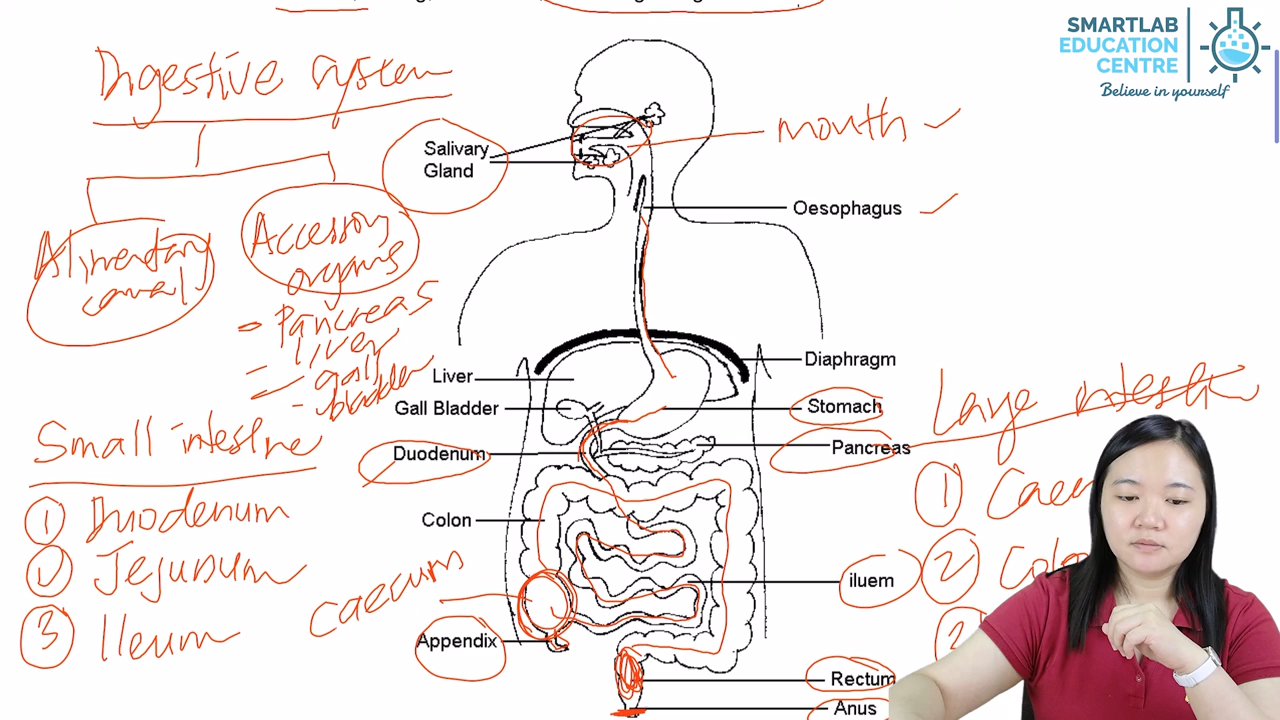 SMARTLAB
EDUCATION
CENTRE
Believe in yourself
Digestive system
Alimentary
canal
Accessory
organs
- Pancreas
- liver
- gall
bladder
Small intestine
① Duodenum
② Jejunum
③ Ileum
caecum
Salivary
Gland
mouth
Oesophagus
Diaphragm
Liver
Gall Bladder
Stomach
Duodenum
Pancreas
Colon
iluem
Appendix
Rectum
Anus
Large
①
②